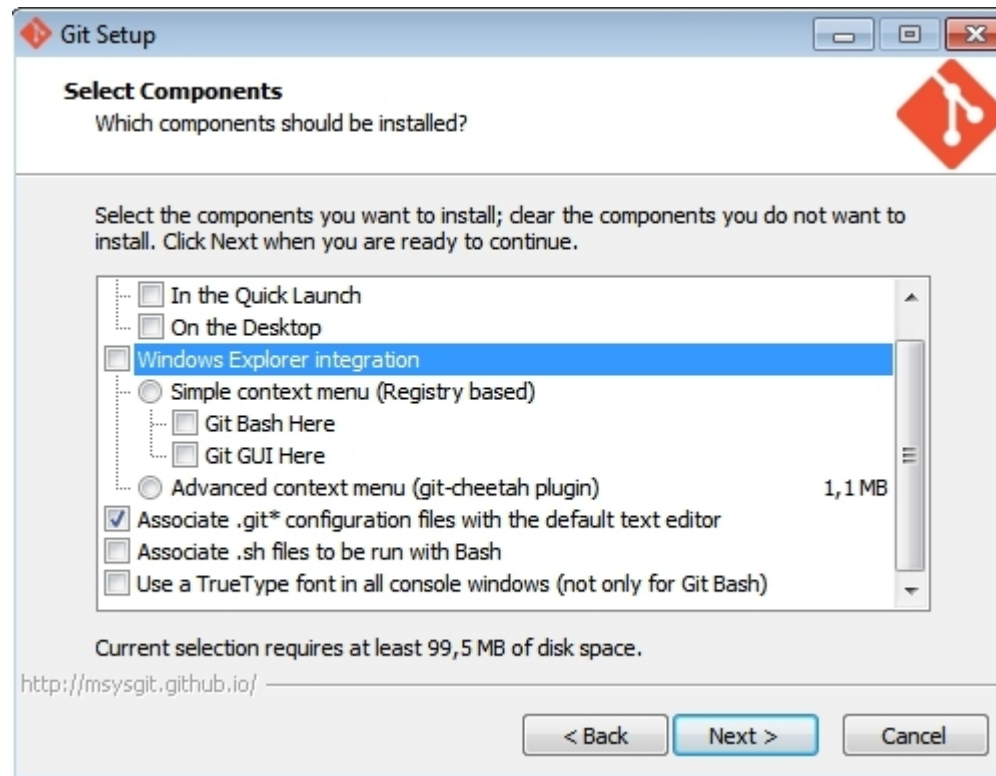 Git Setup
Select Components
Which components should be installed?
Select the components you want to install; clear the components you do not want to
install. Click Next when you are ready to continue.
In the Quick Launch
On the Desktop
Windows Explorer integration
Simple context menu (Registry based)
Git Bash Here
Git GUI Here
Advanced context menu (git-cheetah plugin) 1,1 MB
Associate .git* configuration files with the default text editor
Associate .sh files to be run with Bash
Use a TrueType font in all console windows (not only for Git Bash)
Current selection requires at least 99,5 MB of disk space.
http://msysgit.github.io/
< Back Next > Cancel